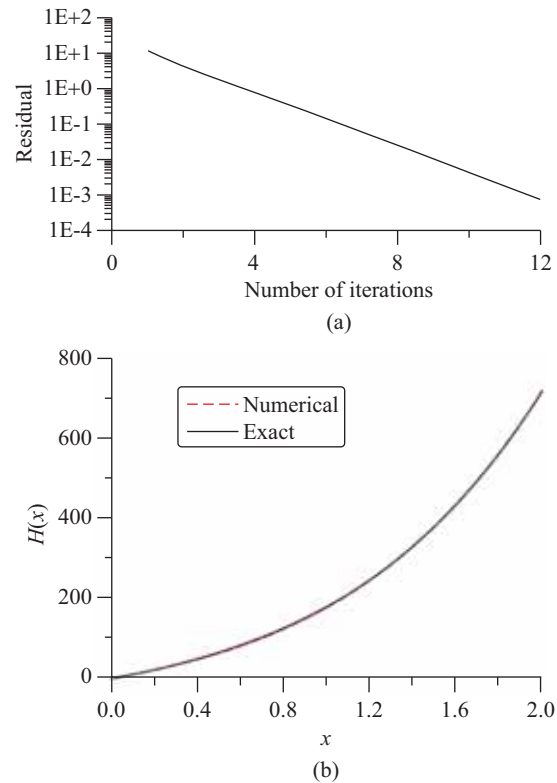 1E+2
1E+1
1E+0
1E-1
1E-2
1E-3
1E-4
Residual
0 4 8 12
Number of iterations
(a)
800
600
400
200
0
H(x)
Numerical
Exact
0.0 0.4 0.8 1.2 1.6 2.0
x
(b)